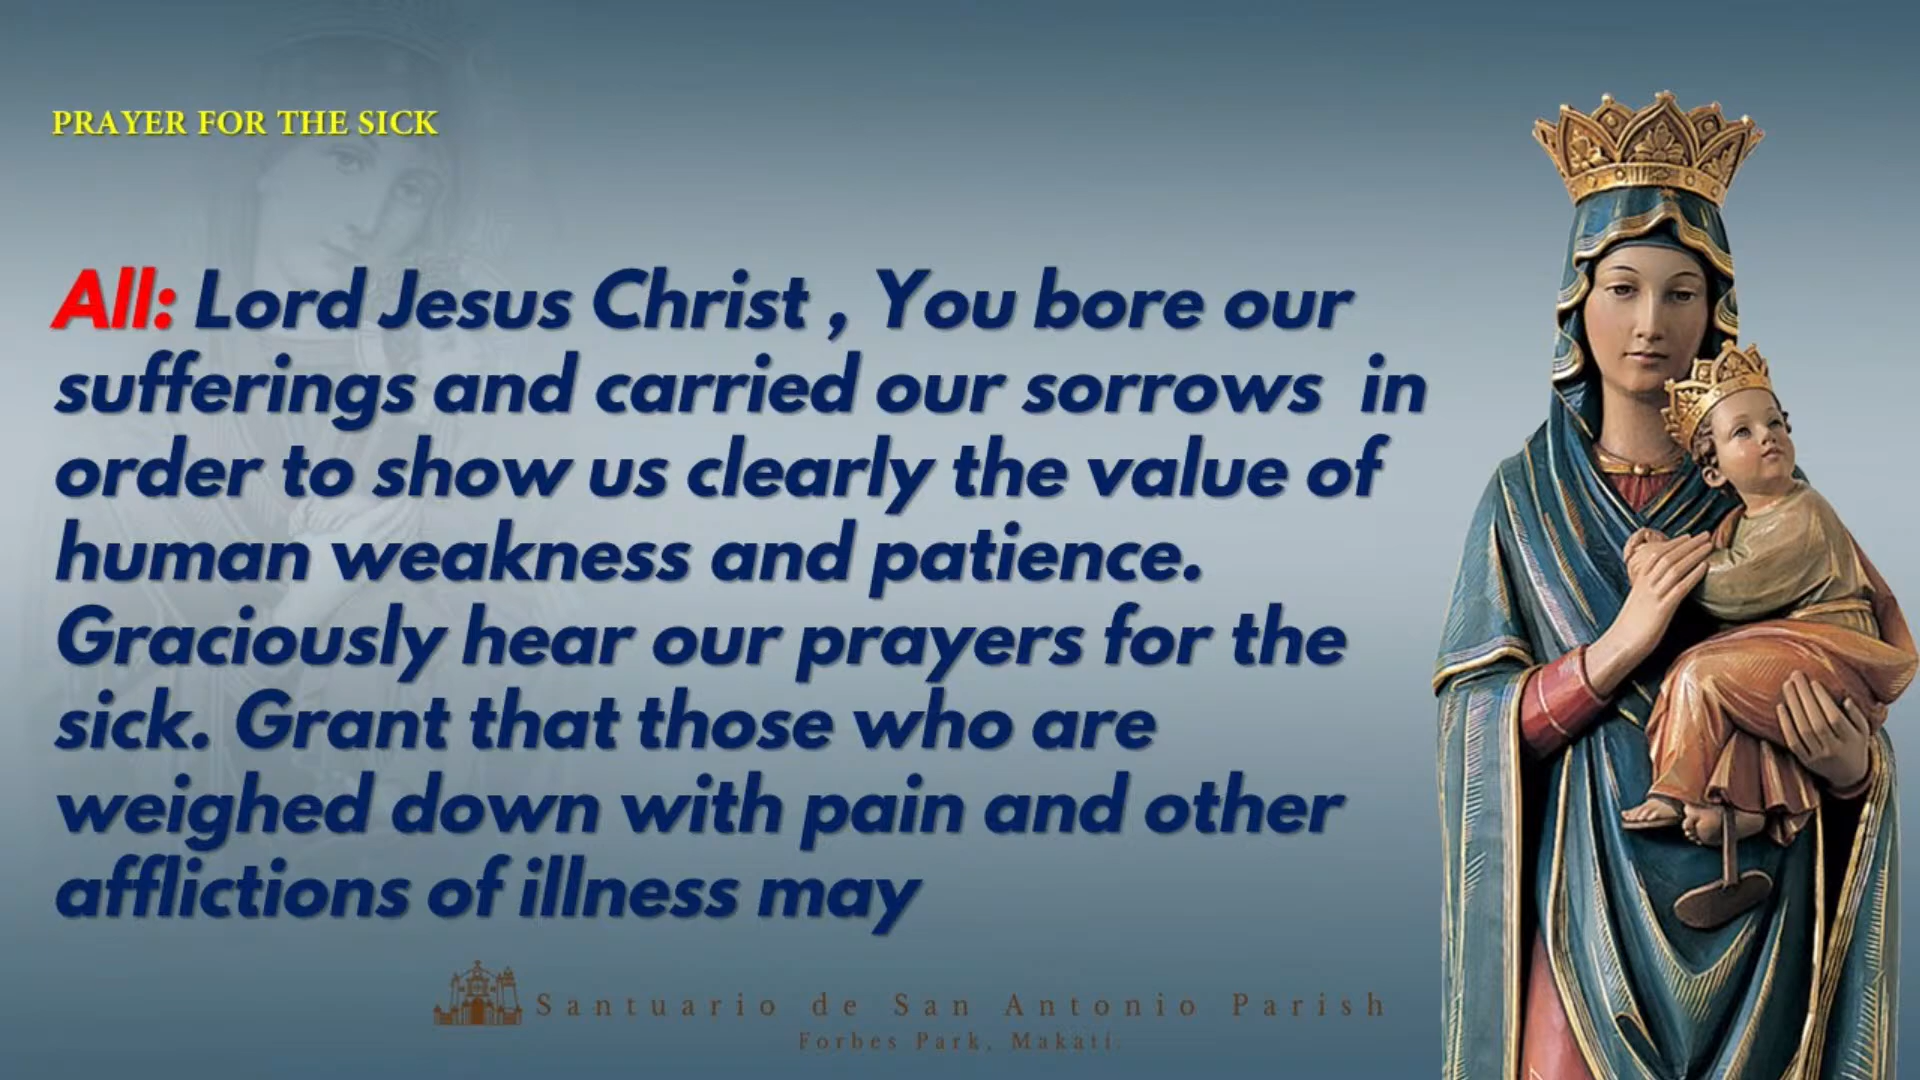 PRAYER FOR THE SICK
All: Lord Jesus Christ , You bore our
sufferings and carried our sorrows  in
order to show us clearly the value of
human weakness and patience.
Graciously hear our prayers for the
sick. Grant that those who are
weighed down with pain and other
afflictions of illness may
Santuario de San Antonio Parish
Forbes Park, Makati.